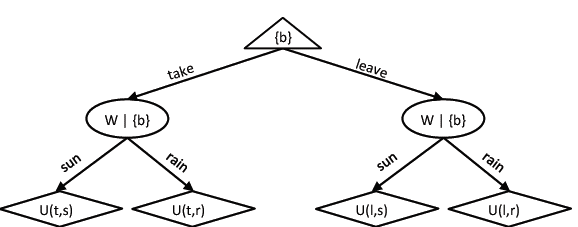 {b}
take
leave
W | {b}
W | {b}
sun
rain
sun
rain
U(t,s)
U(t,r)
U(l,s)
U(l,r)